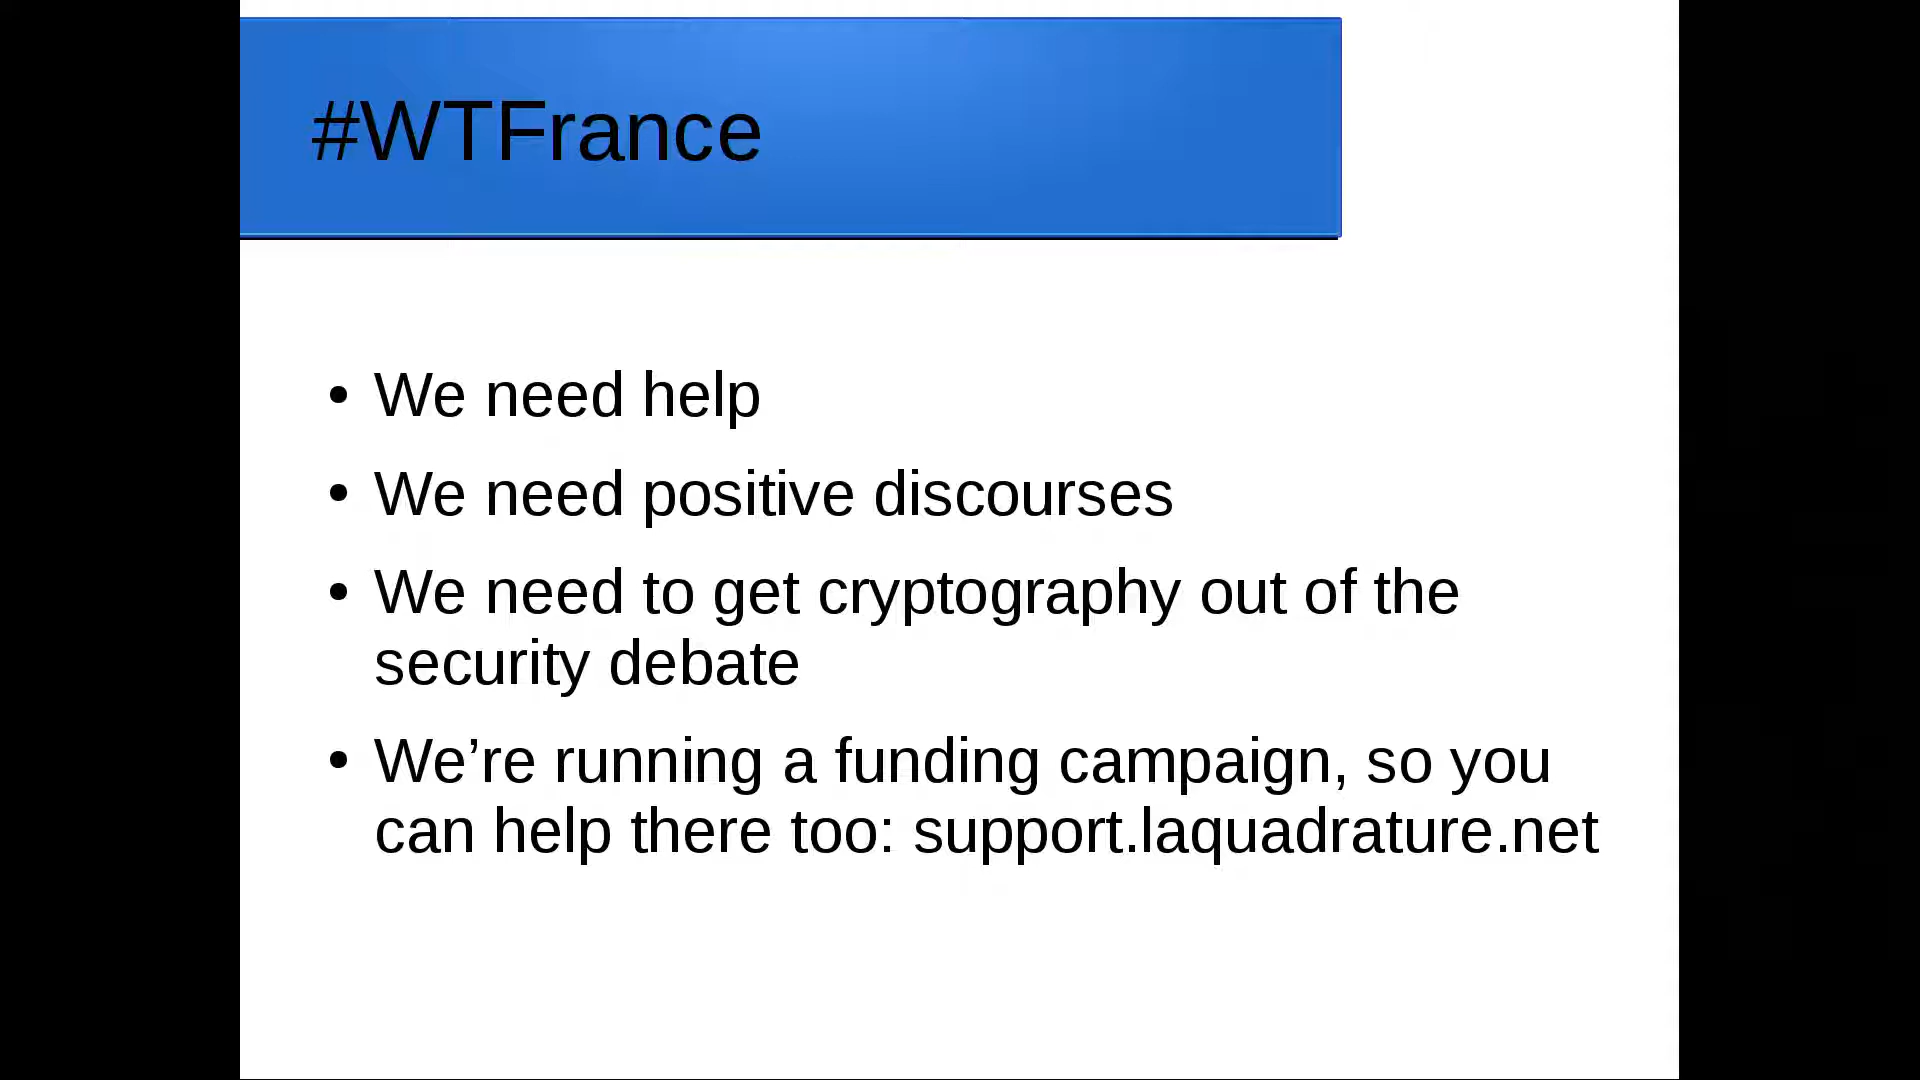 #WTFrance
• We need help
• We need positive discourses
• We need to get cryptography out of the
security debate
• We’re running a funding campaign, so you
can help there too: support.laquadrature.net